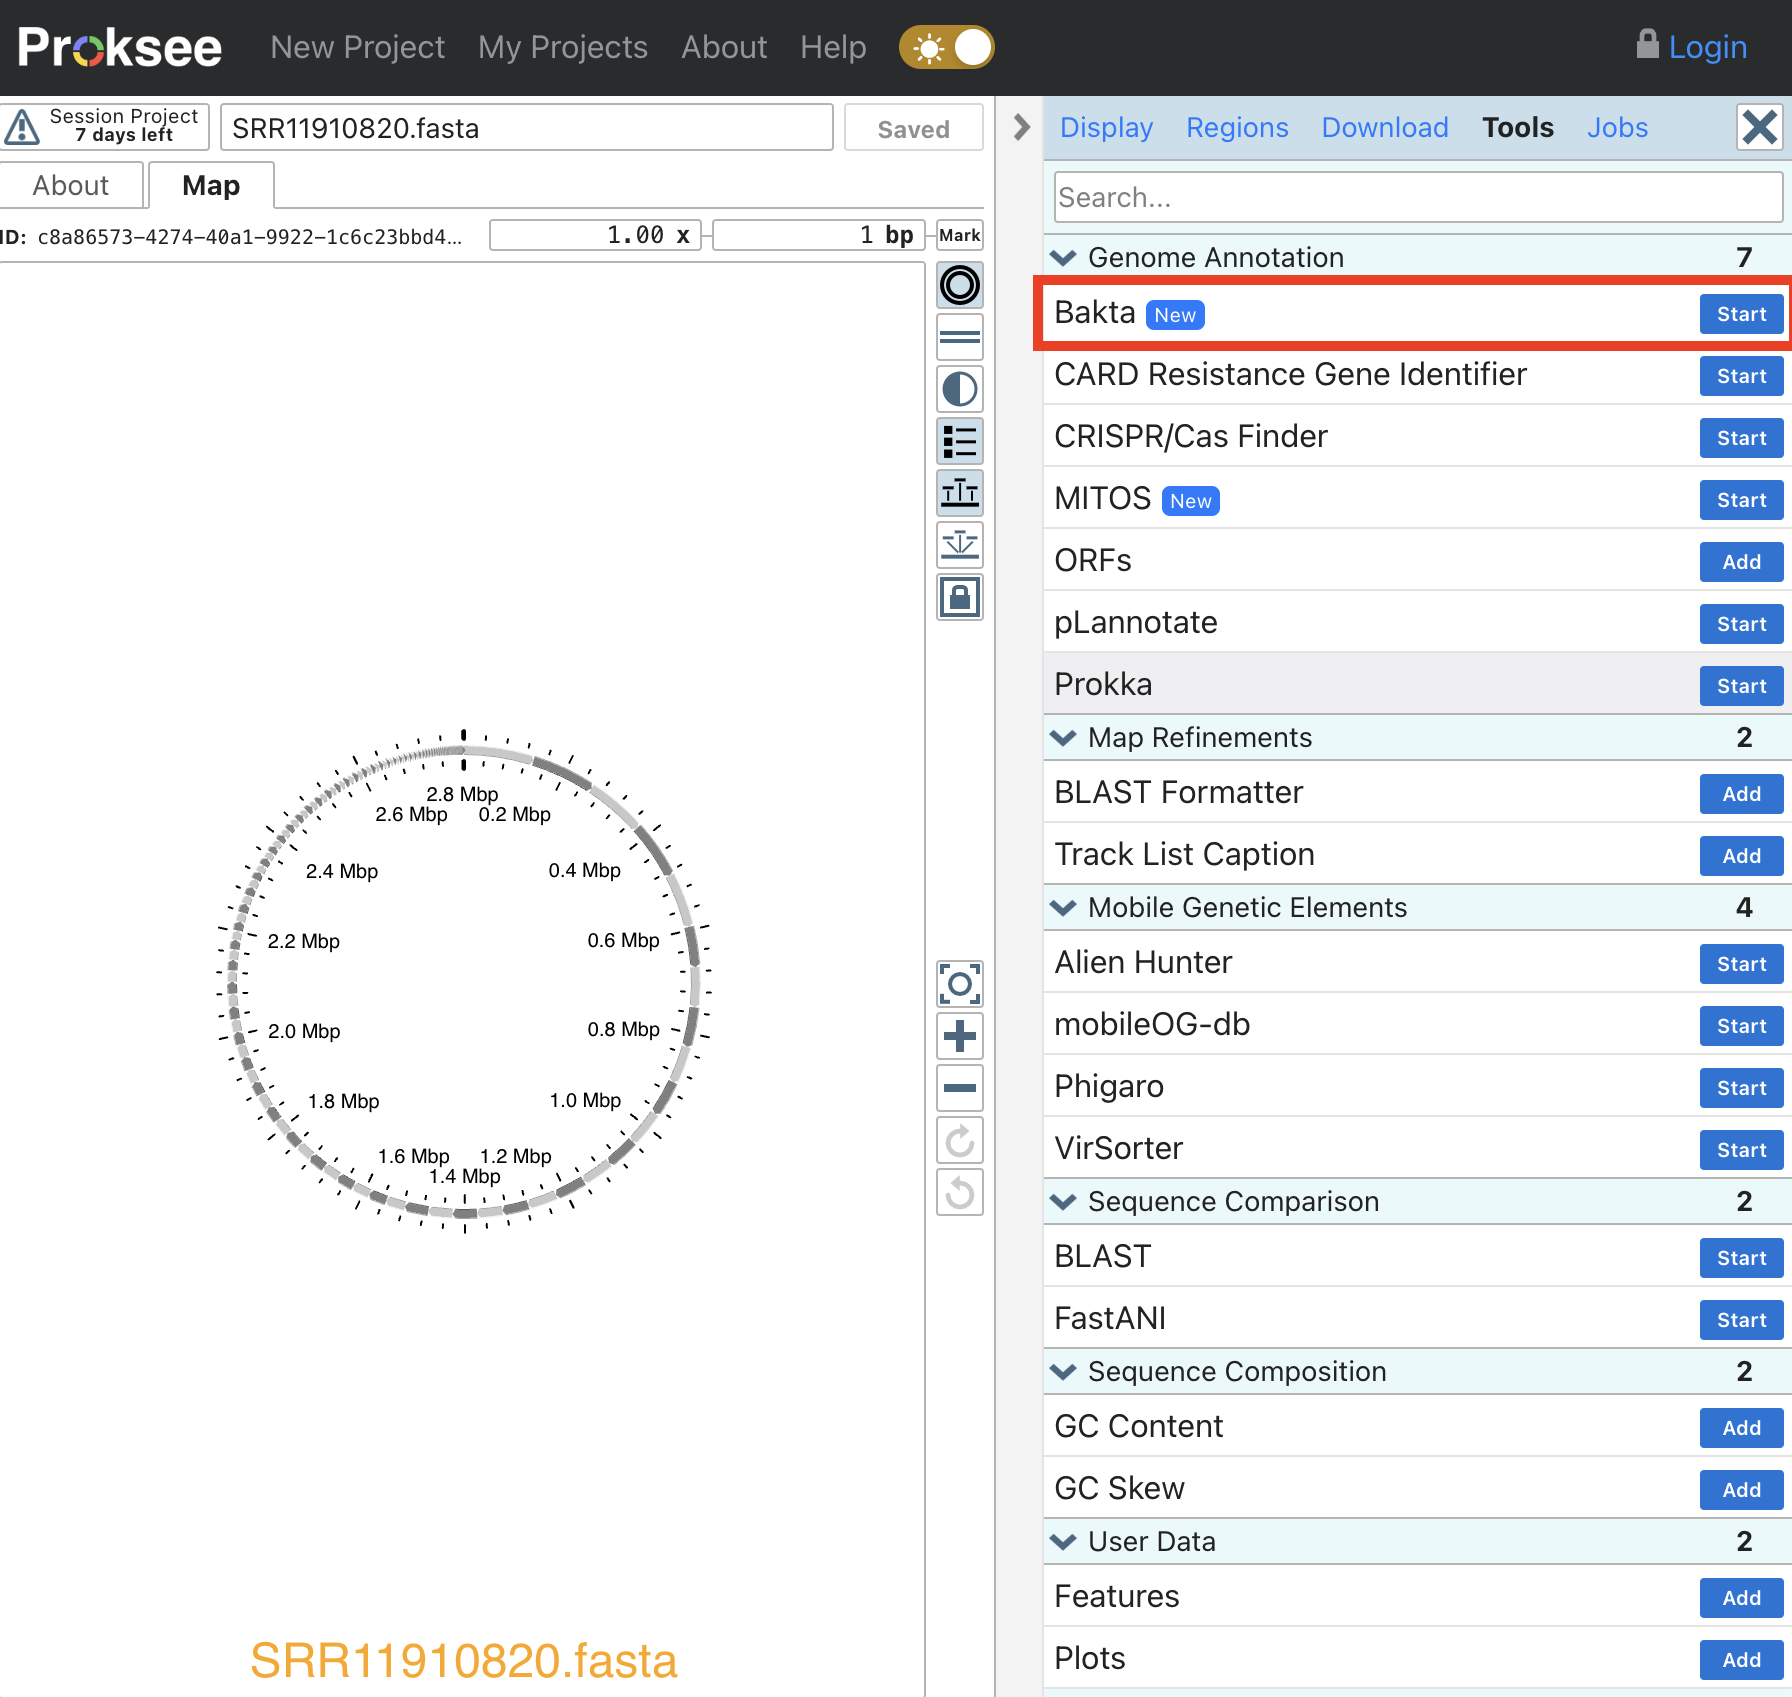 Proksee New Project My Projects About Help Login
Session Project
7 days left
SRR11910820.fasta
Saved
About Map
ID: c8a86573-4274-40a1-9922-1c6c23bbd4... 1.00 x 1 bp Mark
2.8 Mbp
2.6 Mbp 0.2 Mbp
2.4 Mbp 0.4 Mbp
2.2 Mbp 0.6 Mbp
2.0 Mbp 0.8 Mbp
1.8 Mbp 1.0 Mbp
1.6 Mbp 1.2 Mbp
1.4 Mbp
SRR11910820.fasta
Display Regions Download Tools Jobs
Search...
Genome Annotation 7
Bakta New Start
CARD Resistance Gene Identifier Start
CRISPR/Cas Finder Start
MITOS New Start
ORFs Add
pLannotate Start
Prokka Start
Map Refinements 2
BLAST Formatter Add
Track List Caption Add
Mobile Genetic Elements 4
Alien Hunter Start
mobileOG-db Start
Phigaro Start
VirSorter Start
Sequence Comparison 2
BLAST Start
FastANI Start
Sequence Composition 2
GC Content Add
GC Skew Add
User Data 2
Features Add
Plots Add